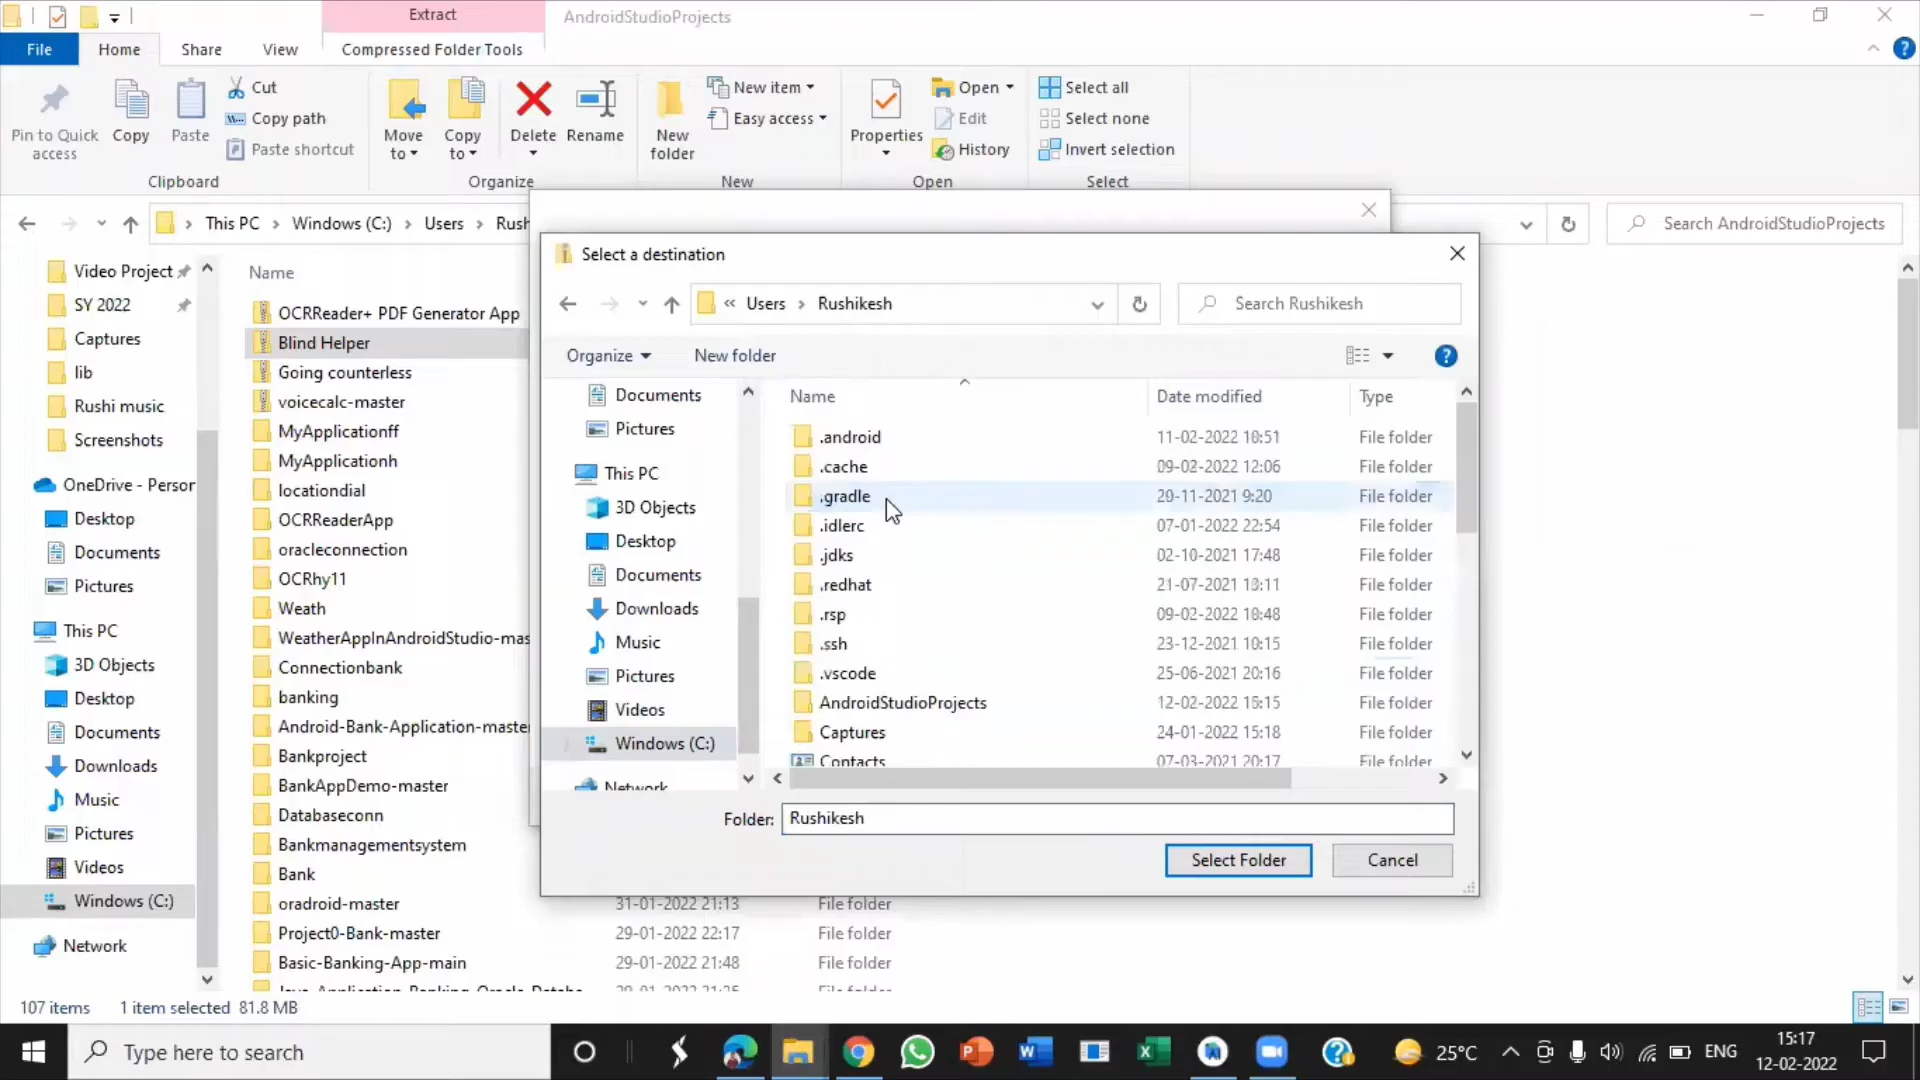 Extract
AndroidStudioProjects
File
Home
Share
View
Compressed Folder Tools
Pin to Quick access
Copy
Paste
Cut
Copy path
Paste shortcut
Clipboard
Move to
Copy to
Delete
Rename
Organize
New folder
New item
Easy access
New
Properties
Open
Edit
History
Open
Select all
Select none
Invert selection
Select
This PC
Windows (C:)
Users
Search AndroidStudioProjects
Video Project
SY 2022
Captures
lib
Rushi music
Screenshots
OneDrive - Person
Desktop
Documents
Pictures
This PC
3D Objects
Desktop
Documents
Downloads
Music
Pictures
Videos
Windows (C:)
Network
Name
OCRReader+ PDF Generator App
Blind Helper
Going counterless
voicecalc-master
MyApplicationff
MyApplicationh
locationdial
OCRReaderApp
oracleconnection
OCRhy11
Weath
WeatherAppInAndroidStudio-mas
Connectionbank
banking
Android-Bank-Application-master
Bankproject
BankAppDemo-master
Databaseconn
Bankmanagementsystem
Bank
oradroid-master 31-01-2022 21:13 File folder
Project0-Bank-master 29-01-2022 22:17 File folder
Basic-Banking-App-main 29-01-2022 21:48 File folder
Select a destination
« Users Rushikesh
Search Rushikesh
Organize
New folder
Documents
Pictures
This PC
3D Objects
Desktop
Documents
Downloads
Music
Pictures
Videos
Windows (C:)
Network
Name Date modified Type
.android 11-02-2022 10:51 File folder
.cache 09-02-2022 12:06 File folder
.gradle 20-11-2021 9:20 File folder
.idlerc 07-01-2022 22:54 File folder
.jdks 02-10-2021 17:48 File folder
.redhat 21-07-2021 18:11 File folder
.rsp 09-02-2022 10:48 File folder
.ssh 23-12-2021 10:15 File folder
.vscode 25-06-2021 20:16 File folder
AndroidStudioProjects 12-02-2022 15:15 File folder
Captures 24-01-2022 15:18 File folder
Contacts 07-03-2021 20:17 File folder
Folder: Rushikesh
Select Folder
Cancel
107 items
1 item selected 81.8 MB
Type here to search
25°C
ENG
15:17
12-02-2022